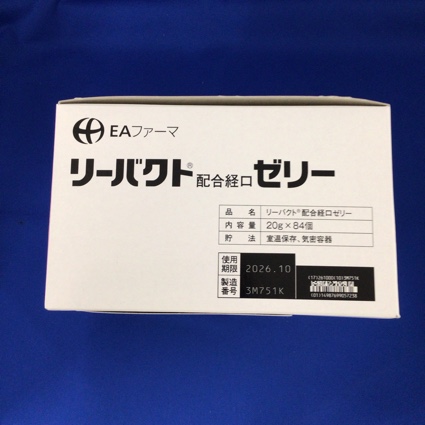 EAファーマ
リーバクト®配合経口ゼリー
品名 リーバクト®配合経口ゼリー
内容量 20g×84個
貯法 室温保存、気密容器
使用期限 2026.10
製造番号 3M751K